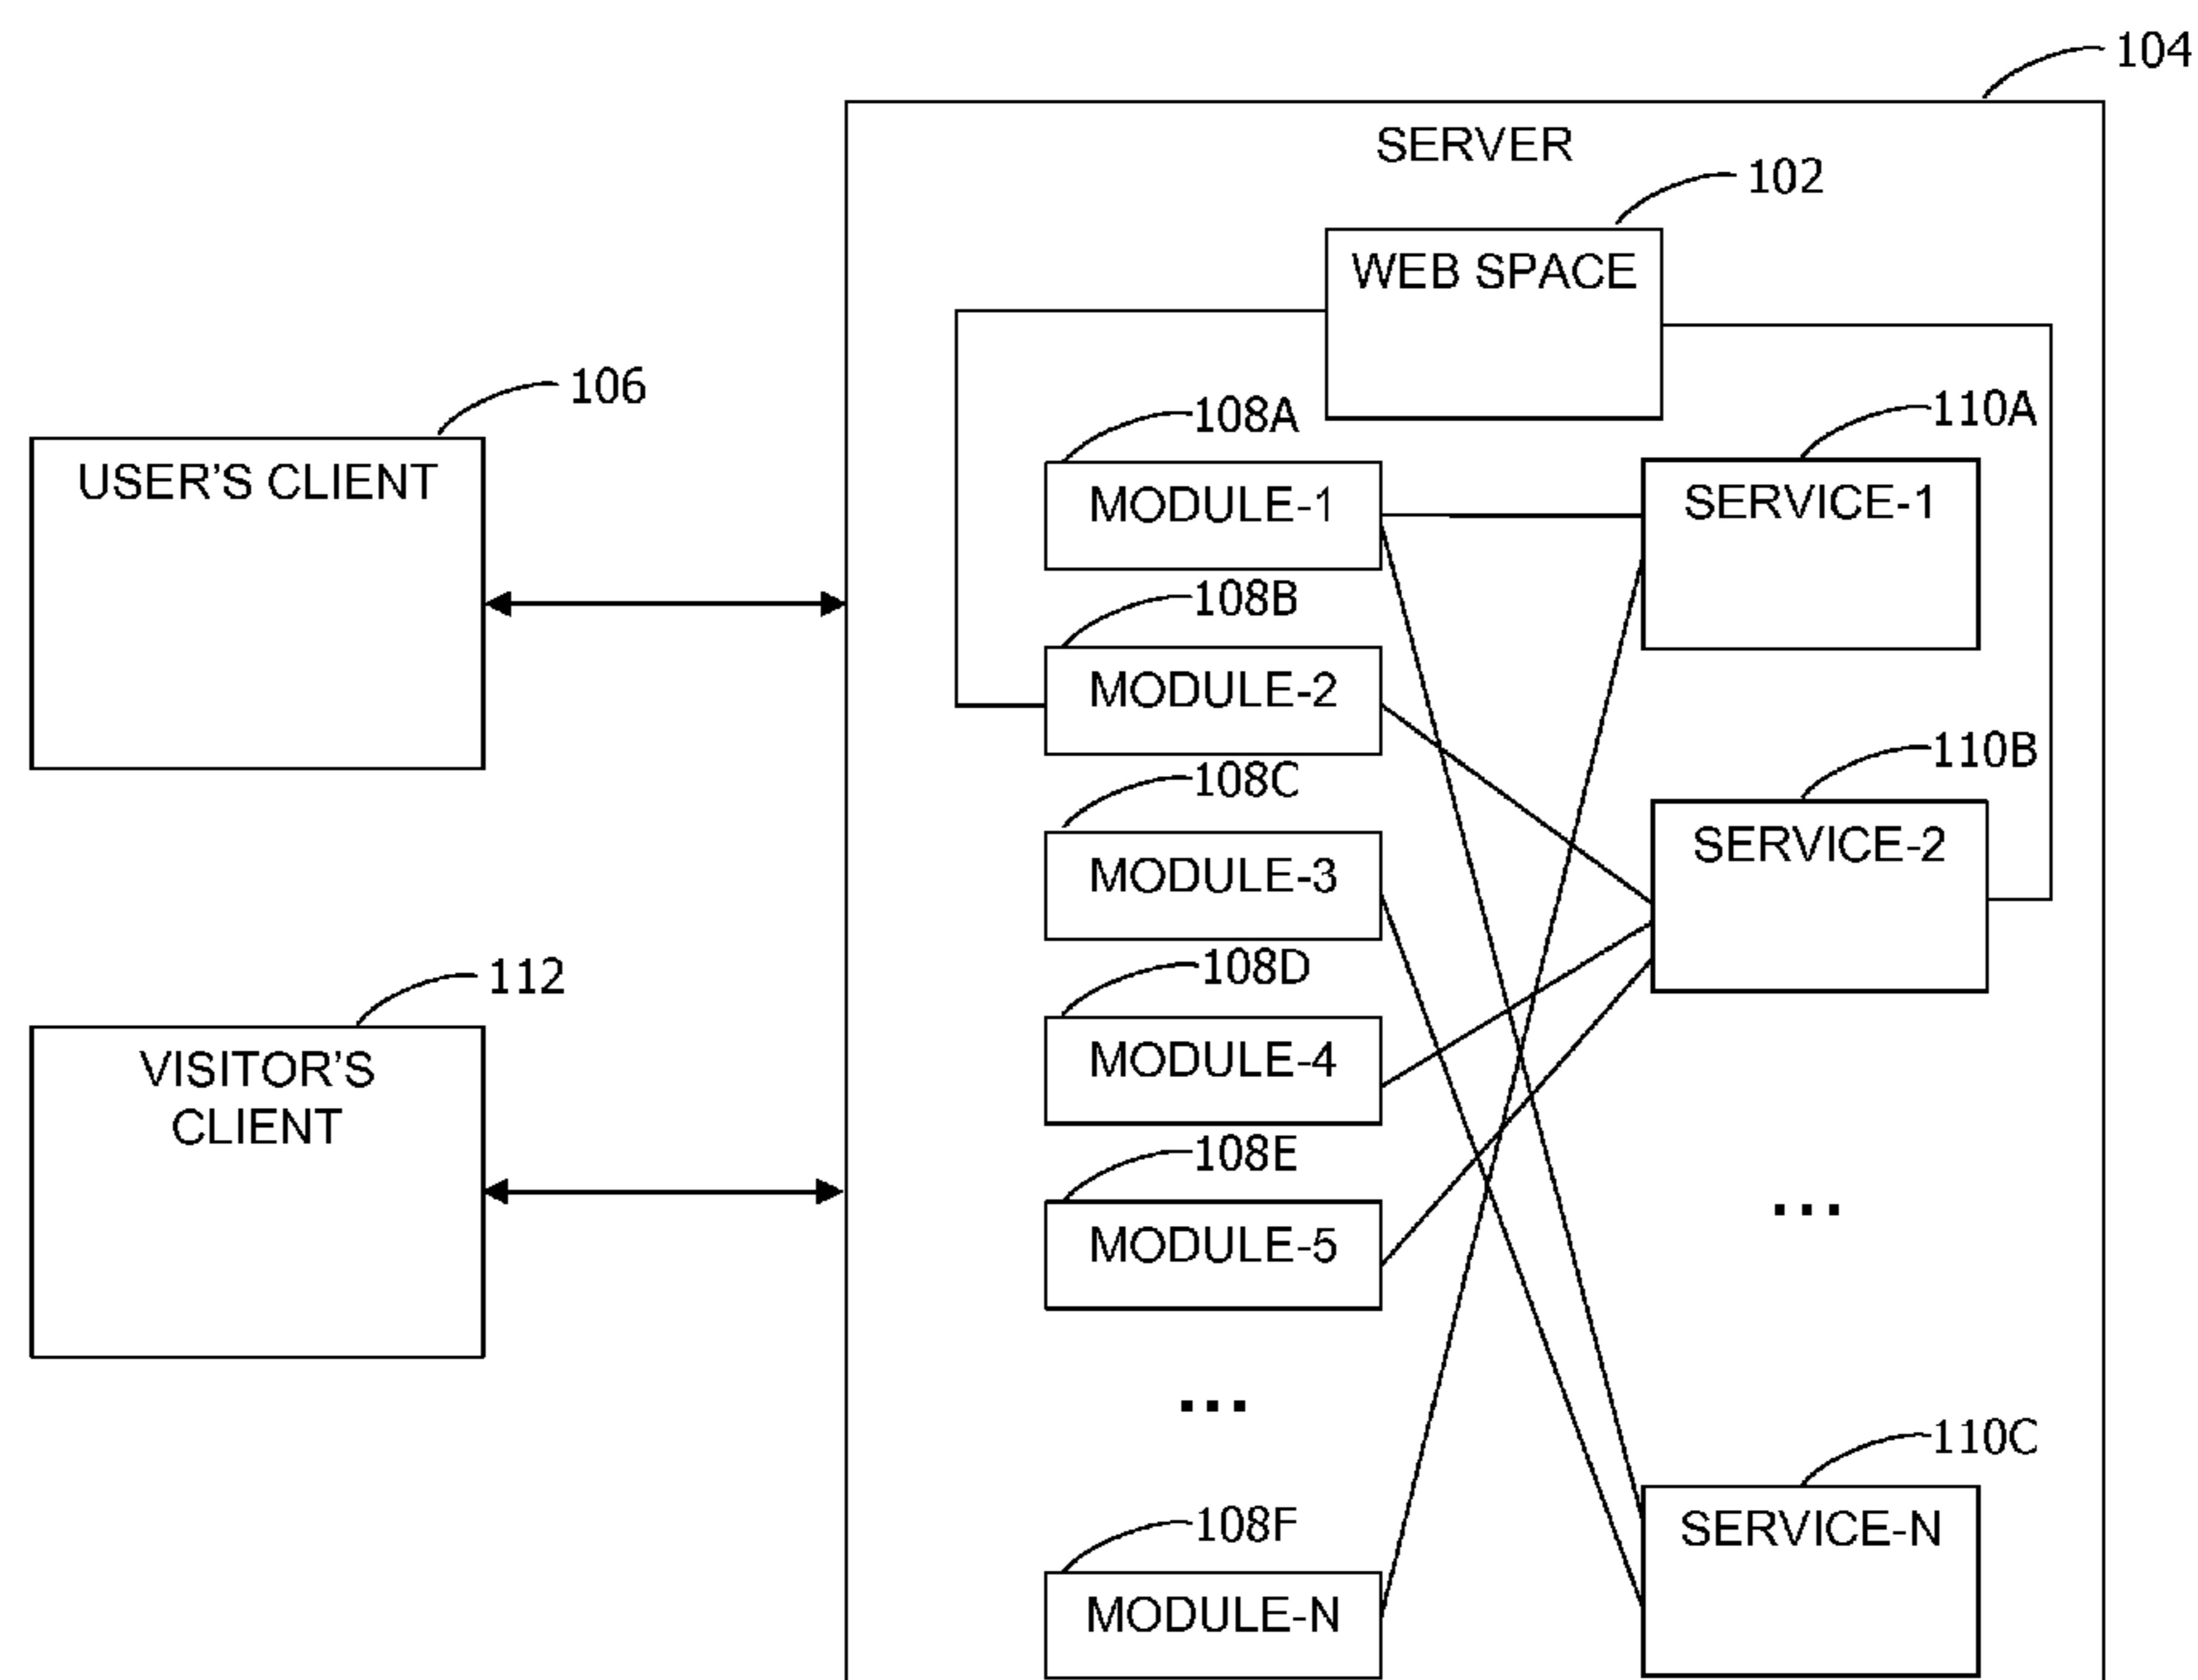 104
SERVER
102
WEB SPACE
106
USER'S CLIENT
108A
MODULE-1
110A
SERVICE-1
108B
MODULE-2
110B
SERVICE-2
108C
MODULE-3
112
VISITOR'S
CLIENT
108D
MODULE-4
108E
MODULE-5
...
...
110C
SERVICE-N
108F
MODULE-N